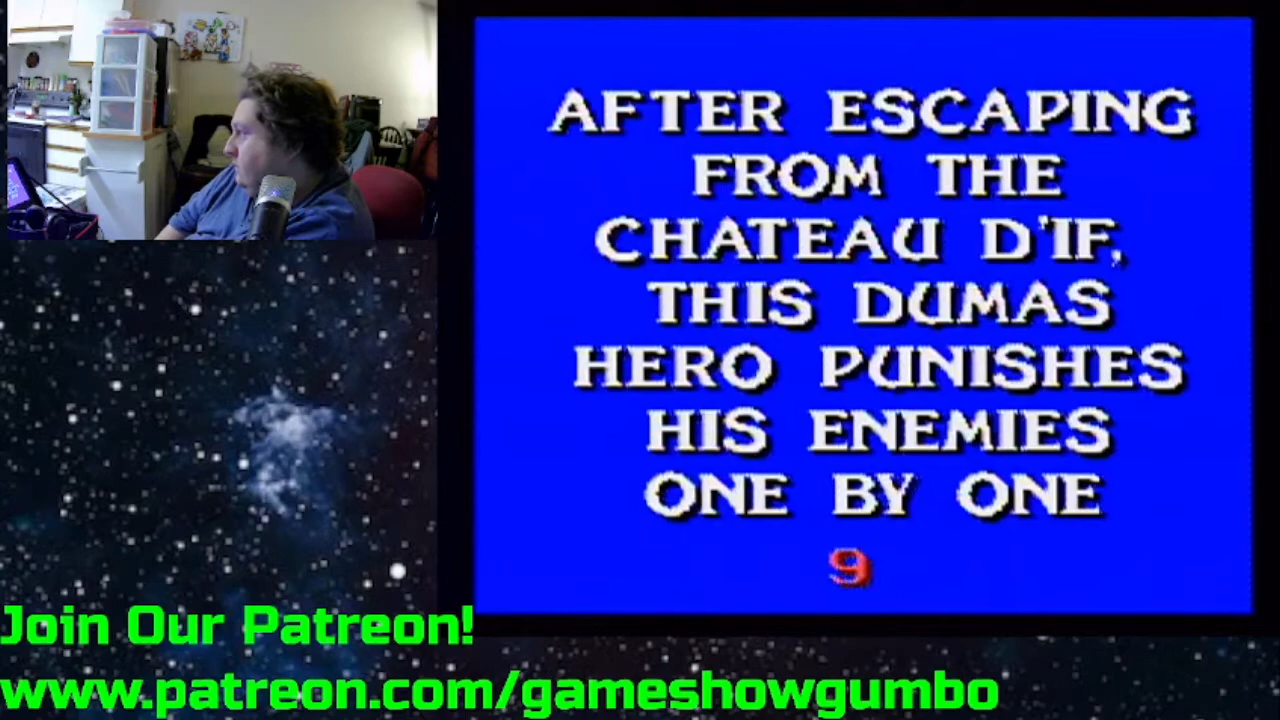 AFTER ESCAPING
FROM THE
CHATEAU D'IF,
THIS DUMAS
HERO PUNISHES
HIS ENEMIES
ONE BY ONE
9
Join Our Patreon!
www.patreon.com/gameshowgumbo